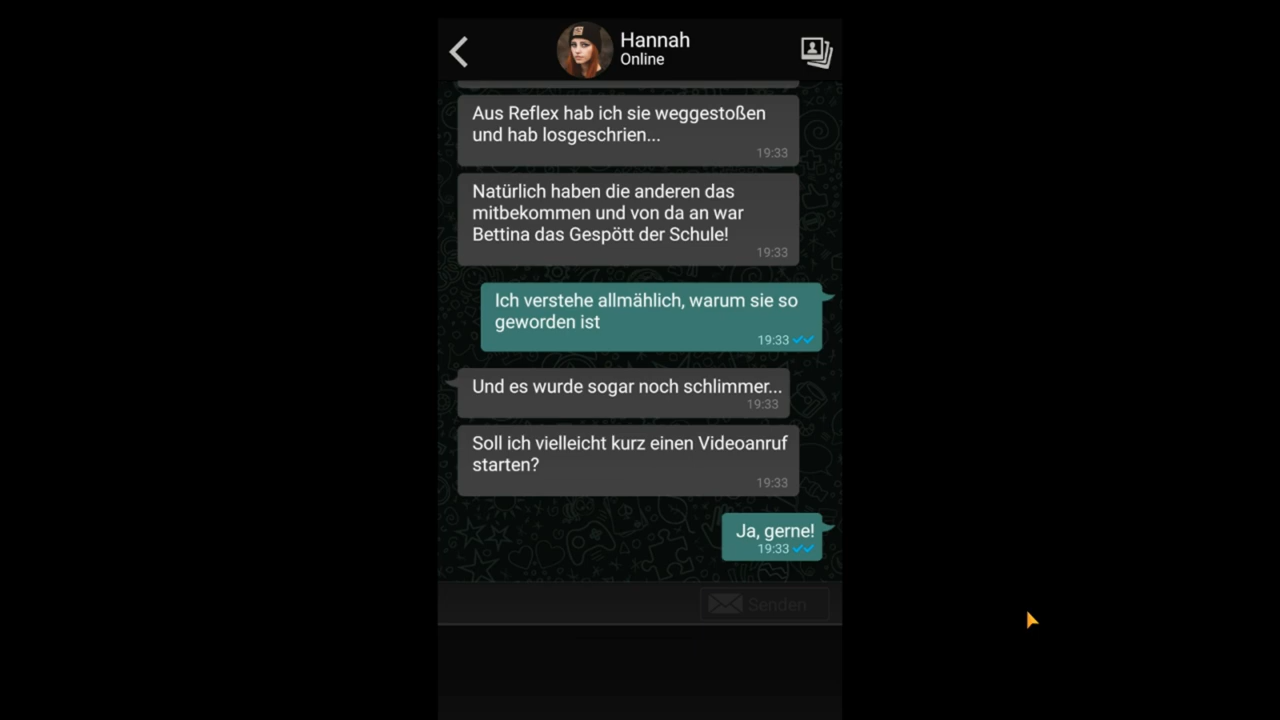 Hannah
Online
Aus Reflex hab ich sie weggestoßen
und hab losgeschrien...
19:33
Natürlich haben die anderen das
mitbekommen und von da an war
Bettina das Gespött der Schule!
19:33
Ich verstehe allmählich, warum sie so
geworden ist
19:33
Und es wurde sogar noch schlimmer...
19:33
Soll ich vielleicht kurz einen Videoanruf
starten?
19:33
Ja, gerne!
19:33
Senden